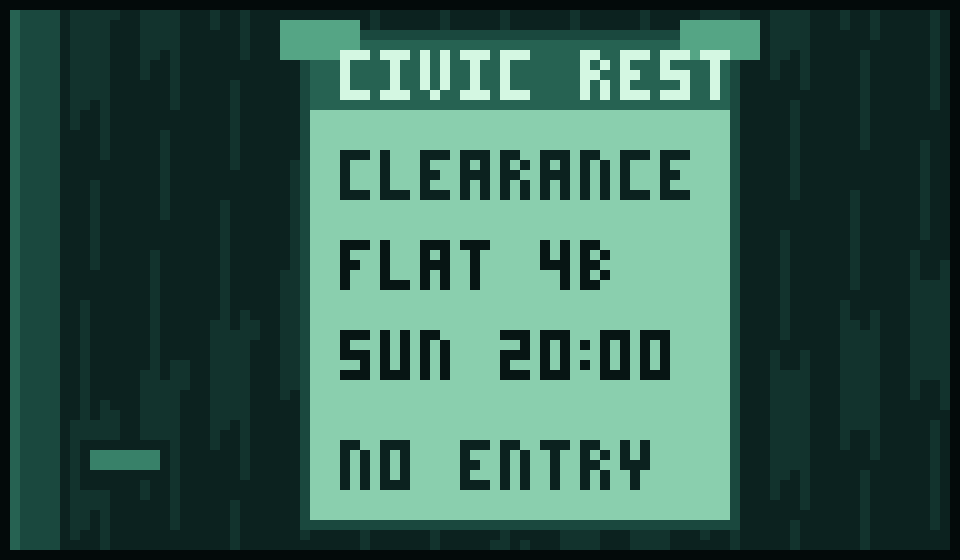 CIVIC REST
CLEARANCE
FLAT 4B
SUN 20:00
NO ENTRY